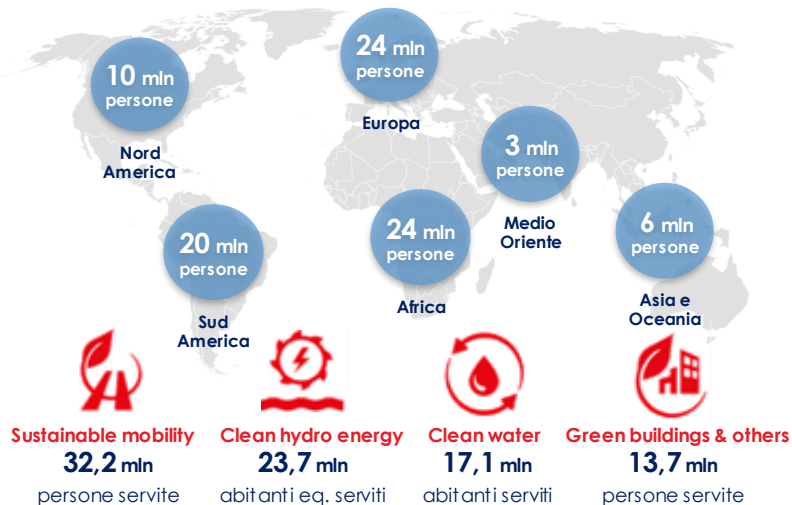 10 mln
persone
Nord
America
24 mln
persone
Europa
3 mln
persone
Medio
Oriente
20 mln
persone
Sud
America
24 mln
persone
Africa
6 mln
persone
Asia e
Oceania
Sustainable mobility
32,2 mln
persone servite
Clean hydro energy
23,7 mln
abitanti eq. serviti
Clean water
17,1 mln
abitanti serviti
Green buildings & others
13,7 mln
persone servite